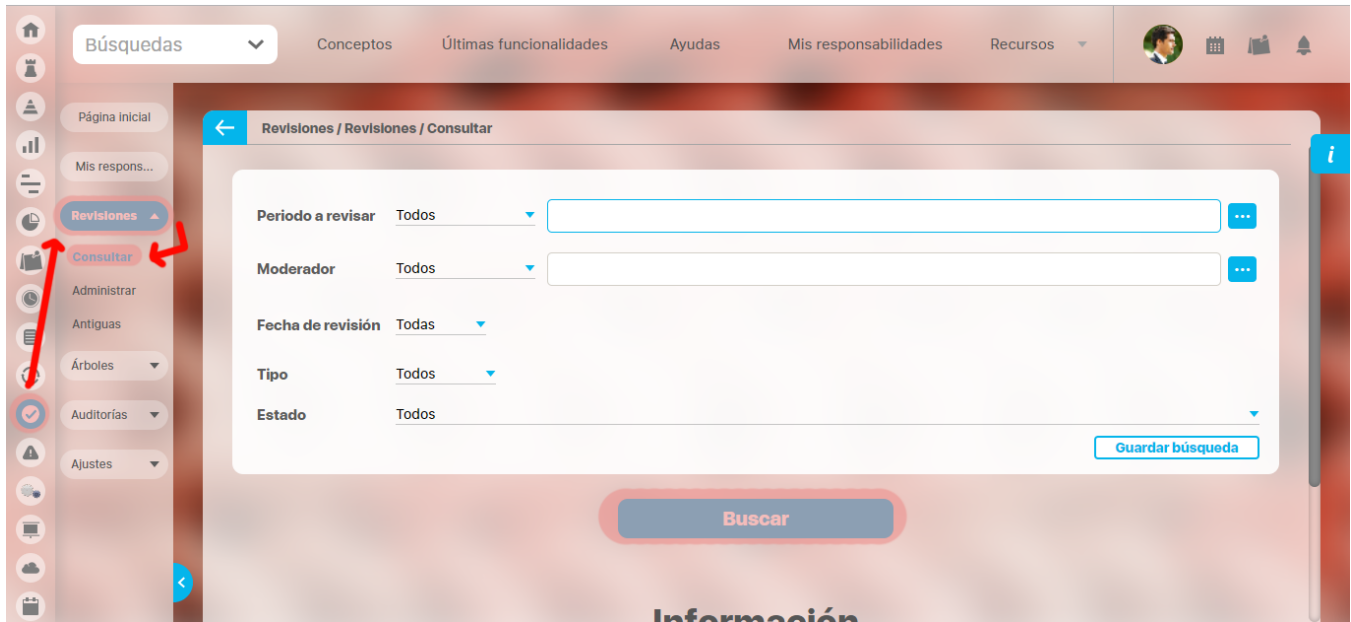 Búsquedas
Conceptos
Últimas funcionalidades
Ayudas
Mis responsabilidades
Recursos
Página inicial
Mis respons...
Revisiones
Consultar
Administrar
Antiguas
Árboles
Auditorías
Ajustes
Revisiones / Revisiones / Consultar
i
Periodo a revisar Todos
Moderador Todos
Fecha de revisión Todas
Tipo Todos
Estado Todos
Guardar búsqueda
Buscar
Información